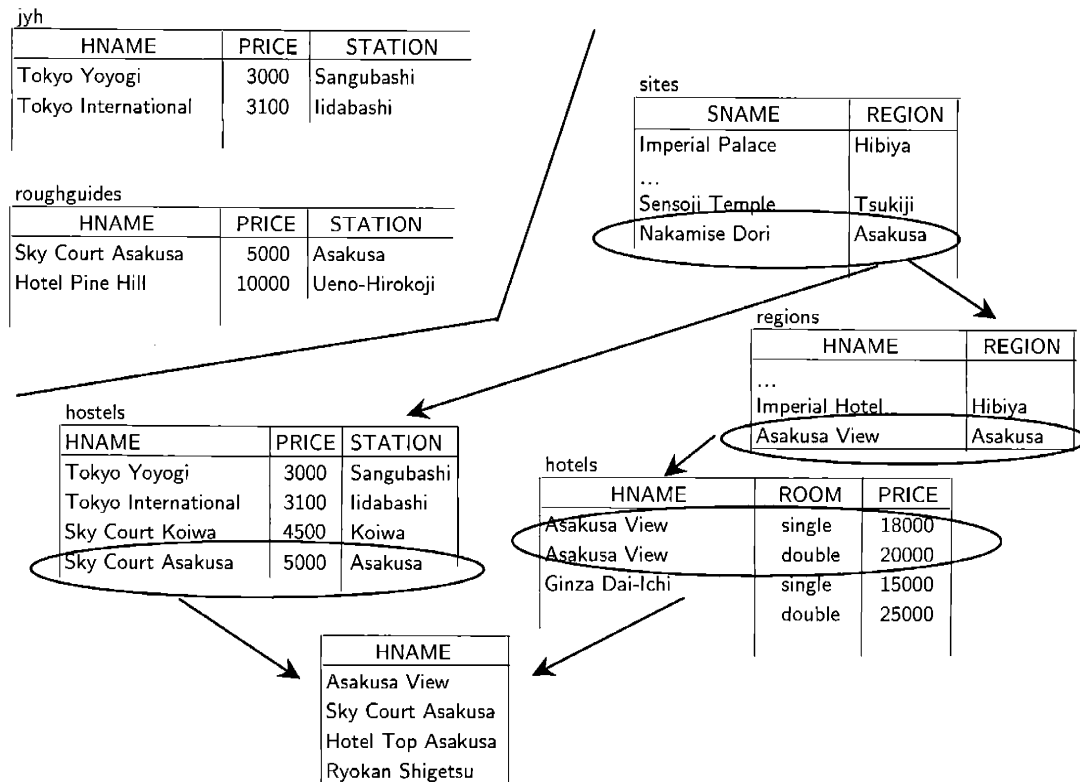 jyh
HNAME PRICE STATION
Tokyo Yoyogi 3000 Sangubashi
Tokyo International 3100 Iidabashi
roughguides
HNAME PRICE STATION
Sky Court Asakusa 5000 Asakusa
Hotel Pine Hill 10000 Ueno-Hirokoji
sites
SNAME REGION
Imperial Palace Hibiya
...
Sensoji Temple Tsukiji
Nakamise Dori Asakusa
regions
HNAME REGION
...
Imperial Hotel Hibiya
Asakusa View Asakusa
hostels
HNAME PRICE STATION
Tokyo Yoyogi 3000 Sangubashi
Tokyo International 3100 Iidabashi
Sky Court Koiwa 4500 Koiwa
Sky Court Asakusa 5000 Asakusa
hotels
HNAME ROOM PRICE
Asakusa View single 18000
Asakusa View double 20000
Ginza Dai-Ichi single 15000
double 25000
HNAME
Asakusa View
Sky Court Asakusa
Hotel Top Asakusa
Ryokan Shigetsu